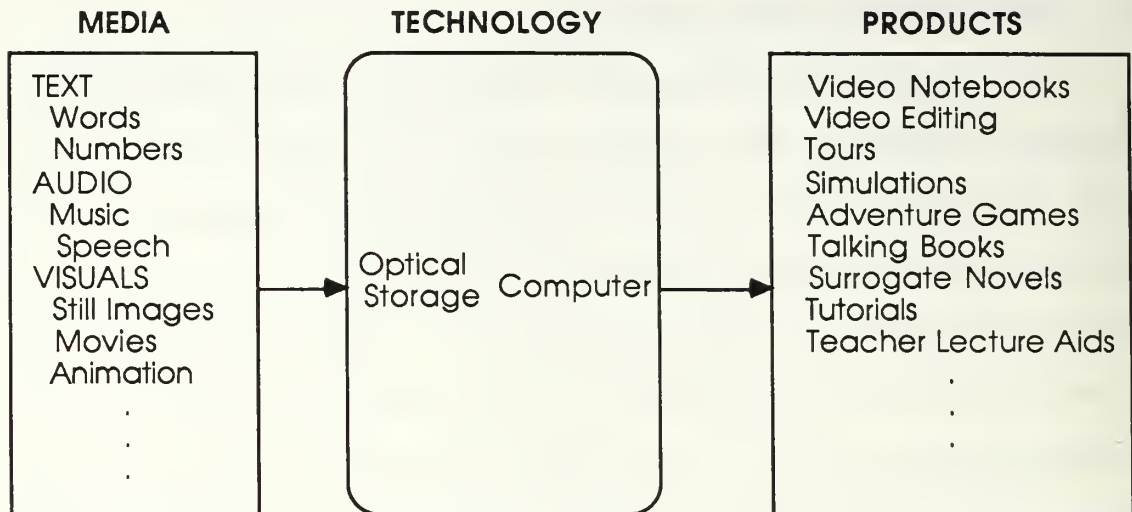 MEDIA
TECHNOLOGY
PRODUCTS
TEXT
Words
Numbers
AUDIO
Music
Speech
VISUALS
Still Images
Movies
Animation
.
.
.
Optical
Storage
Computer
Video Notebooks
Video Editing
Tours
Simulations
Adventure Games
Talking Books
Surrogate Novels
Tutorials
Teacher Lecture Aids
.
.
.